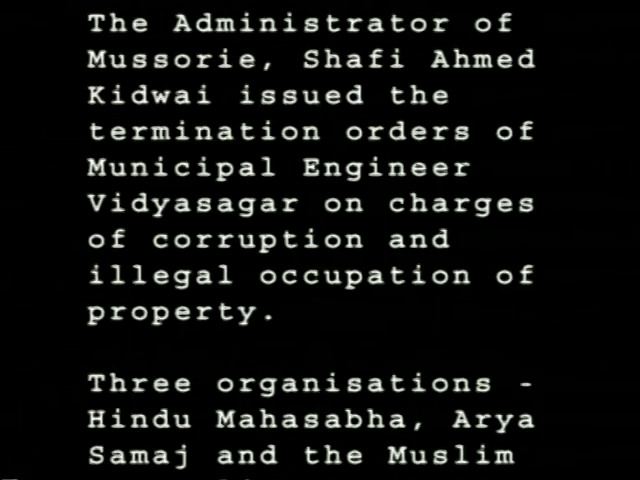 The Administrator of
Mussorie, Shafi Ahmed
Kidwai issued the
termination orders of
Municipal Engineer
Vidyasagar on charges
of corruption and
illegal occupation of
property.
Three organisations -
Hindu Mahasabha, Arya
Samaj and the Muslim